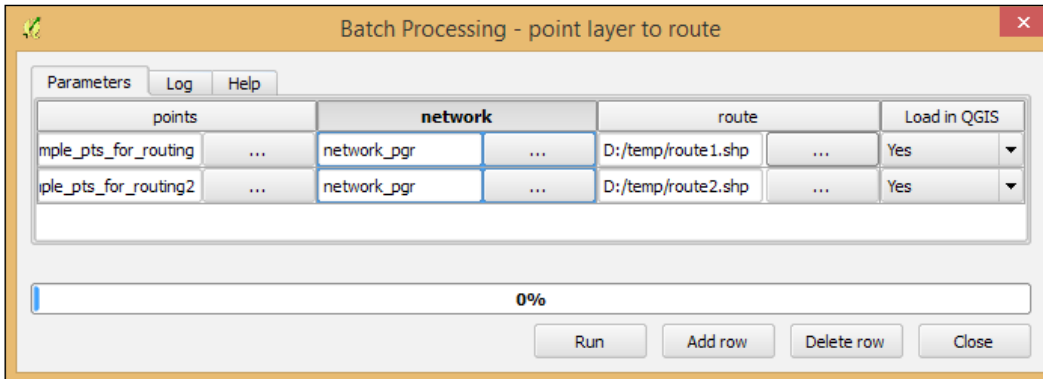 Batch Processing - point layer to route
Parameters Log Help
points network route Load in QGIS
mple_pts_for_routing ... network_pgr ... D:/temp/route1.shp ... Yes
ple_pts_for_routing2 ... network_pgr ... D:/temp/route2.shp ... Yes
0%
Run Add row Delete row Close